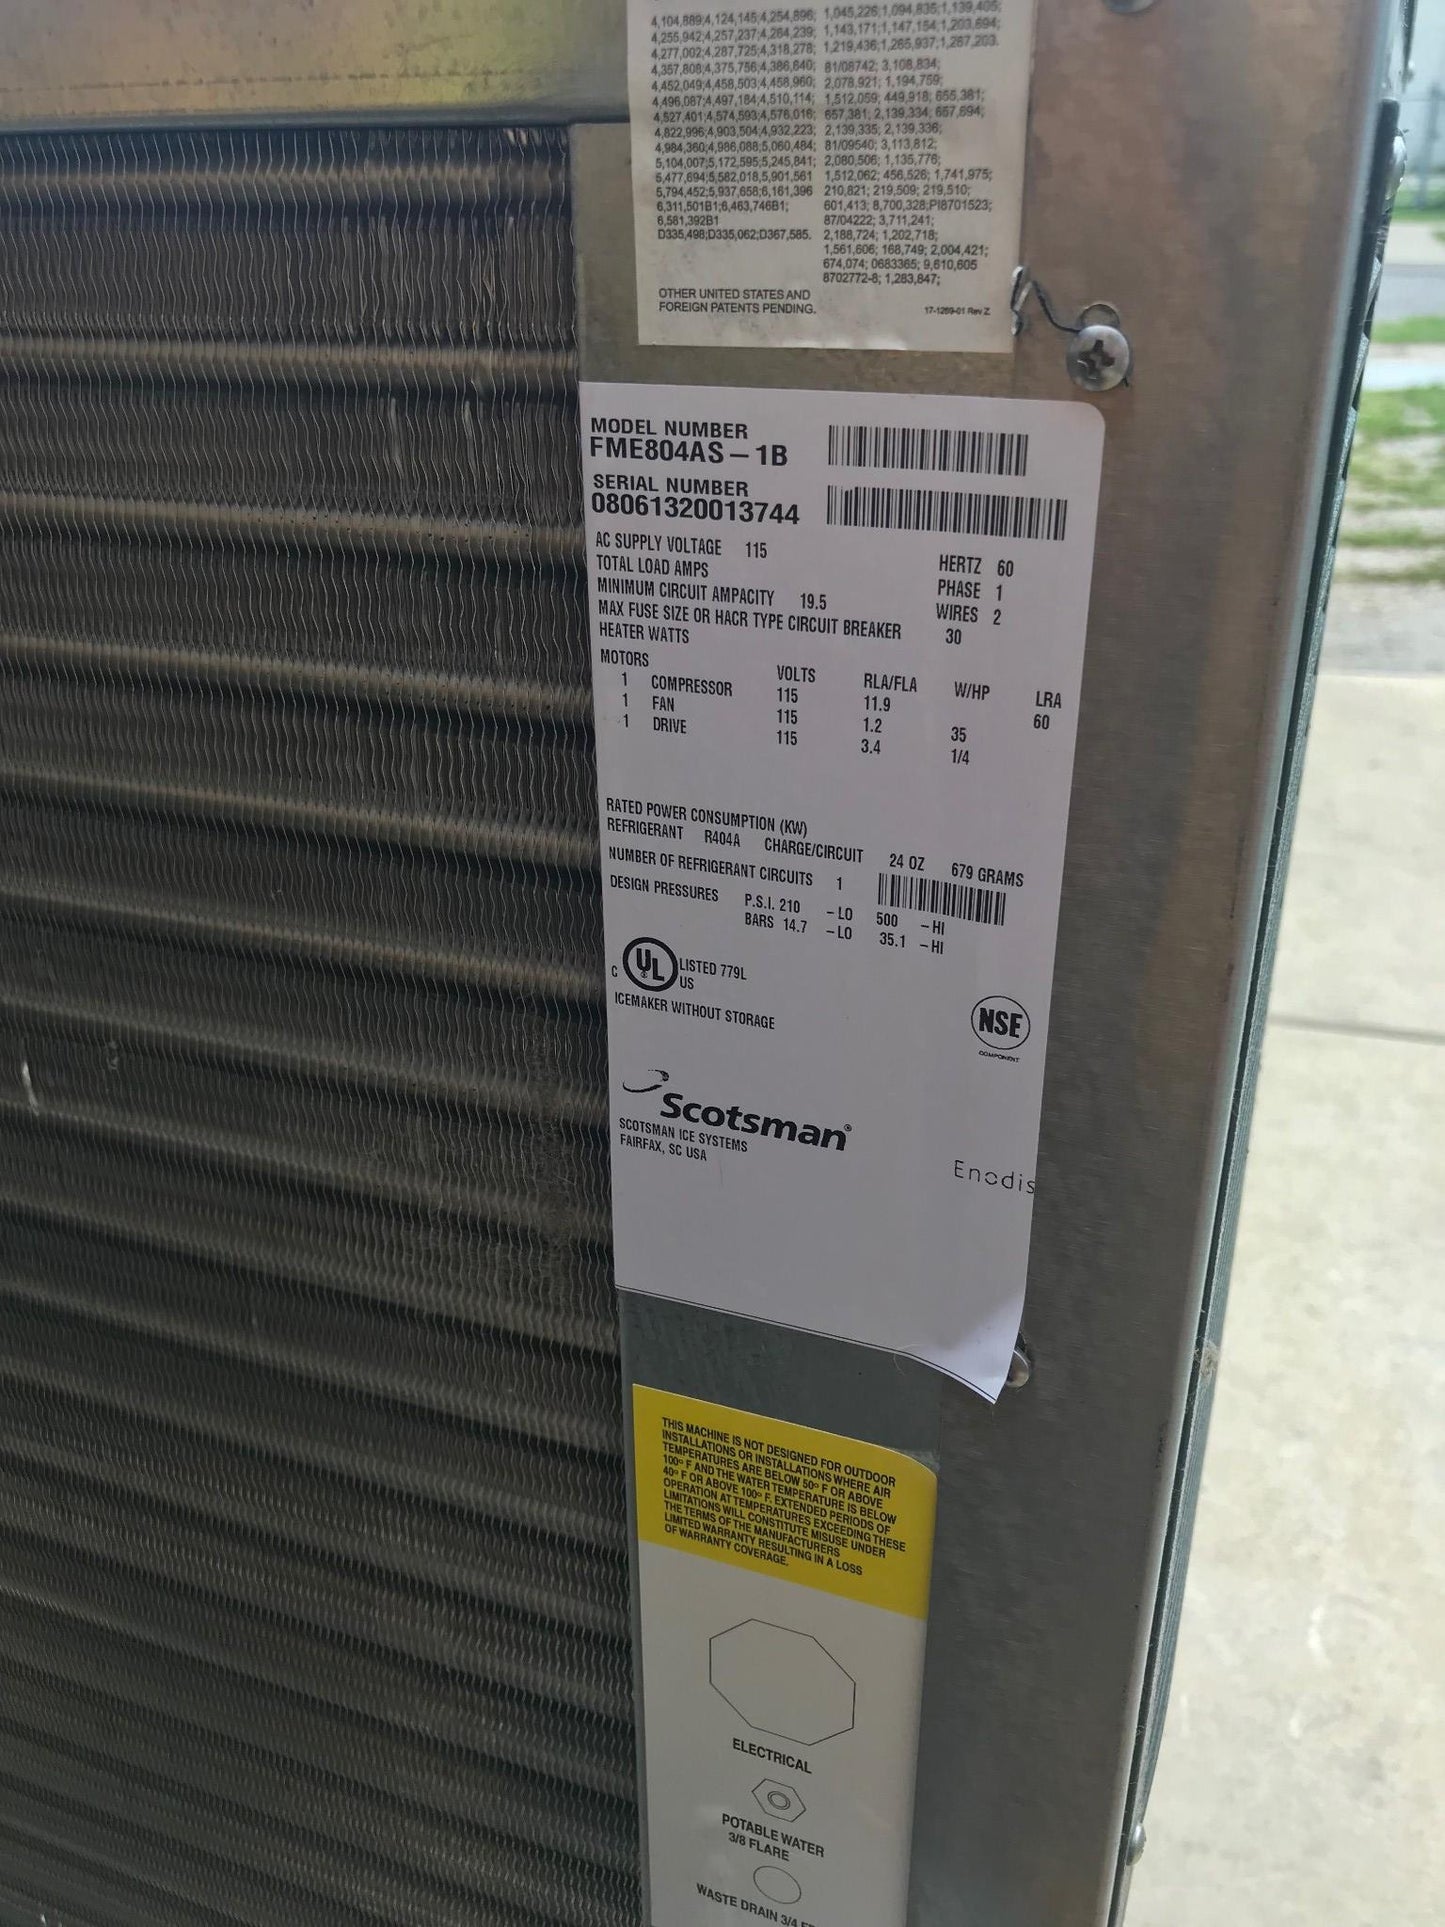 4,104,889;4,124,145;4,254,896; 1,045,226;1,094,835;1,139,405;
4,255,942;4,257,237;4,264,239; 1,143,171;1,147,154;1,203,694;
4,277,002;4,287,725;4,318,278; 1,219,436;1,265,937;1,287,203.
4,357,808;4,375,756;4,386,640; 81/08742; 3,108,834;
4,452,049;4,458,503;4,458,960; 2,078,921; 1,194,759;
4,496,087;4,497,184;4,510,114; 1,512,059; 449,918; 655,381;
4,527,401;4,574,593;4,576,016; 657,381; 2,139,334; 657,694;
4,822,996;4,903,504;4,932,223; 2,139,335; 2,139,336;
4,984,360;4,986,088;5,060,484; 81/09540; 3,113,812;
5,104,007;5,172,595;5,245,841; 2,080,506; 1,135,776;
5,477,694;5,582,018;5,901,561 1,512,062; 456,526; 1,741,975;
5,794,452;5,937,658;6,161,396 210,821; 219,509; 219,510;
6,311,501B1;6,463,746B1; 601,413; 8,700,328;PI8701523;
6,581,392B1 87/04222; 3,711,241;
D335,498;D335,062;D367,585. 2,188,724; 1,202,718;
1,561,606; 168,749; 2,004,421;
674,074; 0683365; 9,610,605
8702772-8; 1,283,847;
OTHER UNITED STATES AND
FOREIGN PATENTS PENDING.
17-1269-01 Rev Z
MODEL NUMBER
FME804AS – 1B
SERIAL NUMBER
08061320013744
AC SUPPLY VOLTAGE 115 HERTZ 60
TOTAL LOAD AMPS PHASE 1
MINIMUM CIRCUIT AMPACITY 19.5 WIRES 2
MAX FUSE SIZE OR HACR TYPE CIRCUIT BREAKER 30
HEATER WATTS
MOTORS VOLTS RLA/FLA W/HP LRA
1 COMPRESSOR 115 11.9 60
1 FAN 115 1.2 35
1 DRIVE 115 3.4 1/4
RATED POWER CONSUMPTION (KW)
REFRIGERANT R404A CHARGE/CIRCUIT 24 OZ 679 GRAMS
NUMBER OF REFRIGERANT CIRCUITS 1
DESIGN PRESSURES P.S.I. 210 – LO 500 – HI
BARS 14.7 – LO 35.1 – HI
C UL LISTED 779L
US
ICEMAKER WITHOUT STORAGE
NSF
COMPONENT
Scotsman®
SCOTSMAN ICE SYSTEMS
FAIRFAX, SC USA
Enodis
THIS MACHINE IS NOT DESIGNED FOR OUTDOOR
INSTALLATIONS OR INSTALLATIONS WHERE AIR
TEMPERATURES ARE BELOW 50º F OR ABOVE
100º F AND THE WATER TEMPERATURE IS BELOW
40º F OR ABOVE 100º F. EXTENDED PERIODS OF
OPERATION AT TEMPERATURES EXCEEDING THESE
LIMITATIONS WILL CONSTITUTE MISUSE UNDER
THE TERMS OF THE MANUFACTURERS
LIMITED WARRANTY RESULTING IN A LOSS
OF WARRANTY COVERAGE.
ELECTRICAL
POTABLE WATER
3/8 FLARE
WASTE DRAIN 3/4